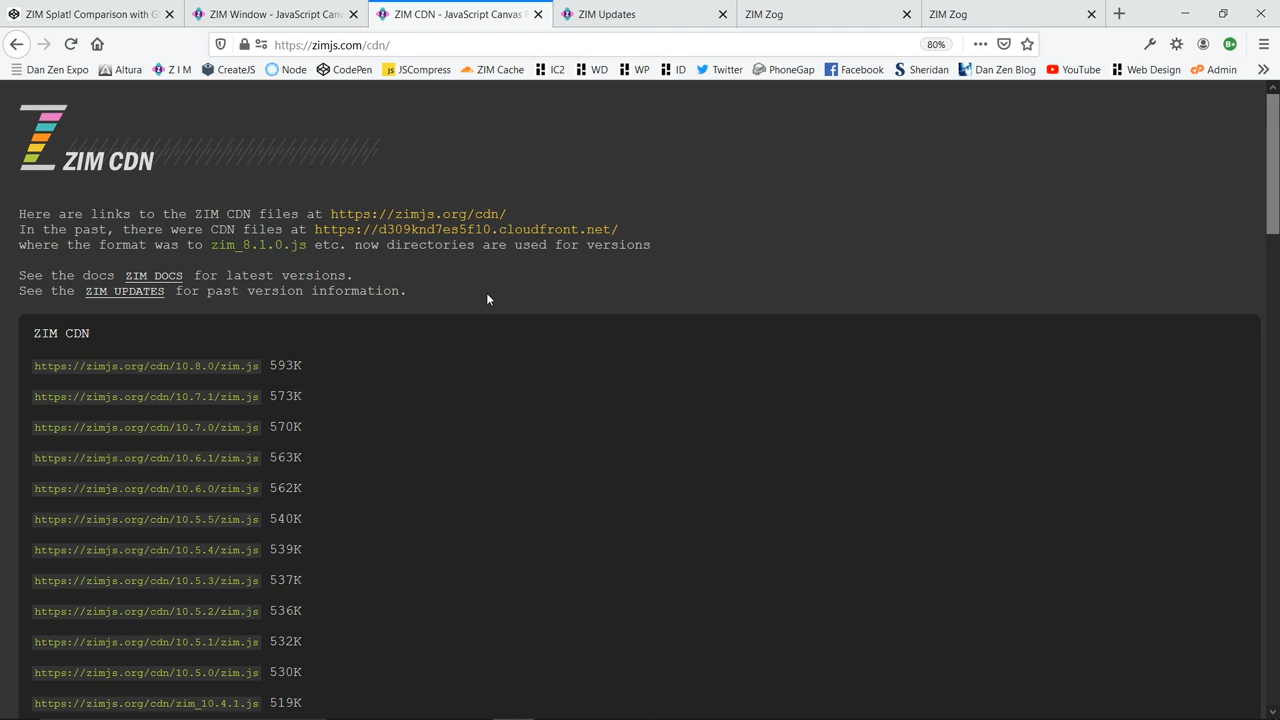 ZIM Splat! Comparison with G
ZIM Window - JavaScript Canv
ZIM CDN - JavaScript Canvas F
ZIM Updates
ZIM Zog
ZIM Zog
https://zimjs.com/cdn/
80%
Dan Zen Expo
Altura
Z I M
CreateJS
Node
CodePen
JSCompress
ZIM Cache
IC2
WD
WP
ID
Twitter
PhoneGap
Facebook
Sheridan
Dan Zen Blog
YouTube
Web Design
Admin
ZIM CDN
Here are links to the ZIM CDN files at https://zimjs.org/cdn/
In the past, there were CDN files at https://d309knd7es5f10.cloudfront.net/
where the format was to zim_8.1.0.js etc. now directories are used for versions
See the docs ZIM DOCS for latest versions.
See the ZIM UPDATES for past version information.
ZIM CDN
https://zimjs.org/cdn/10.8.0/zim.js 593K
https://zimjs.org/cdn/10.7.1/zim.js 573K
https://zimjs.org/cdn/10.7.0/zim.js 570K
https://zimjs.org/cdn/10.6.1/zim.js 563K
https://zimjs.org/cdn/10.6.0/zim.js 562K
https://zimjs.org/cdn/10.5.5/zim.js 540K
https://zimjs.org/cdn/10.5.4/zim.js 539K
https://zimjs.org/cdn/10.5.3/zim.js 537K
https://zimjs.org/cdn/10.5.2/zim.js 536K
https://zimjs.org/cdn/10.5.1/zim.js 532K
https://zimjs.org/cdn/10.5.0/zim.js 530K
https://zimjs.org/cdn/zim_10.4.1.js 519K